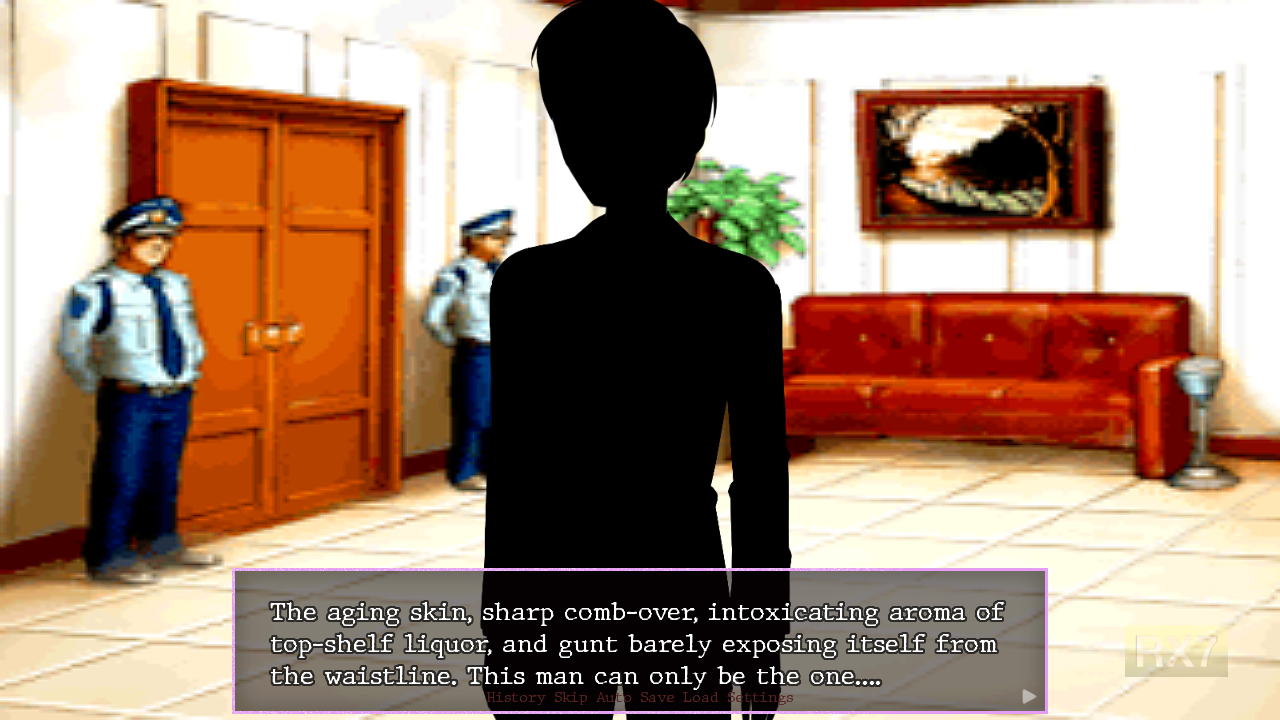 The aging skin, sharp comb-over, intoxicating aroma of
top-shelf liquor, and gunt barely exposing itself from
the waistline. This man can only be the one....
History Skip Auto Save Load Settings
RX7